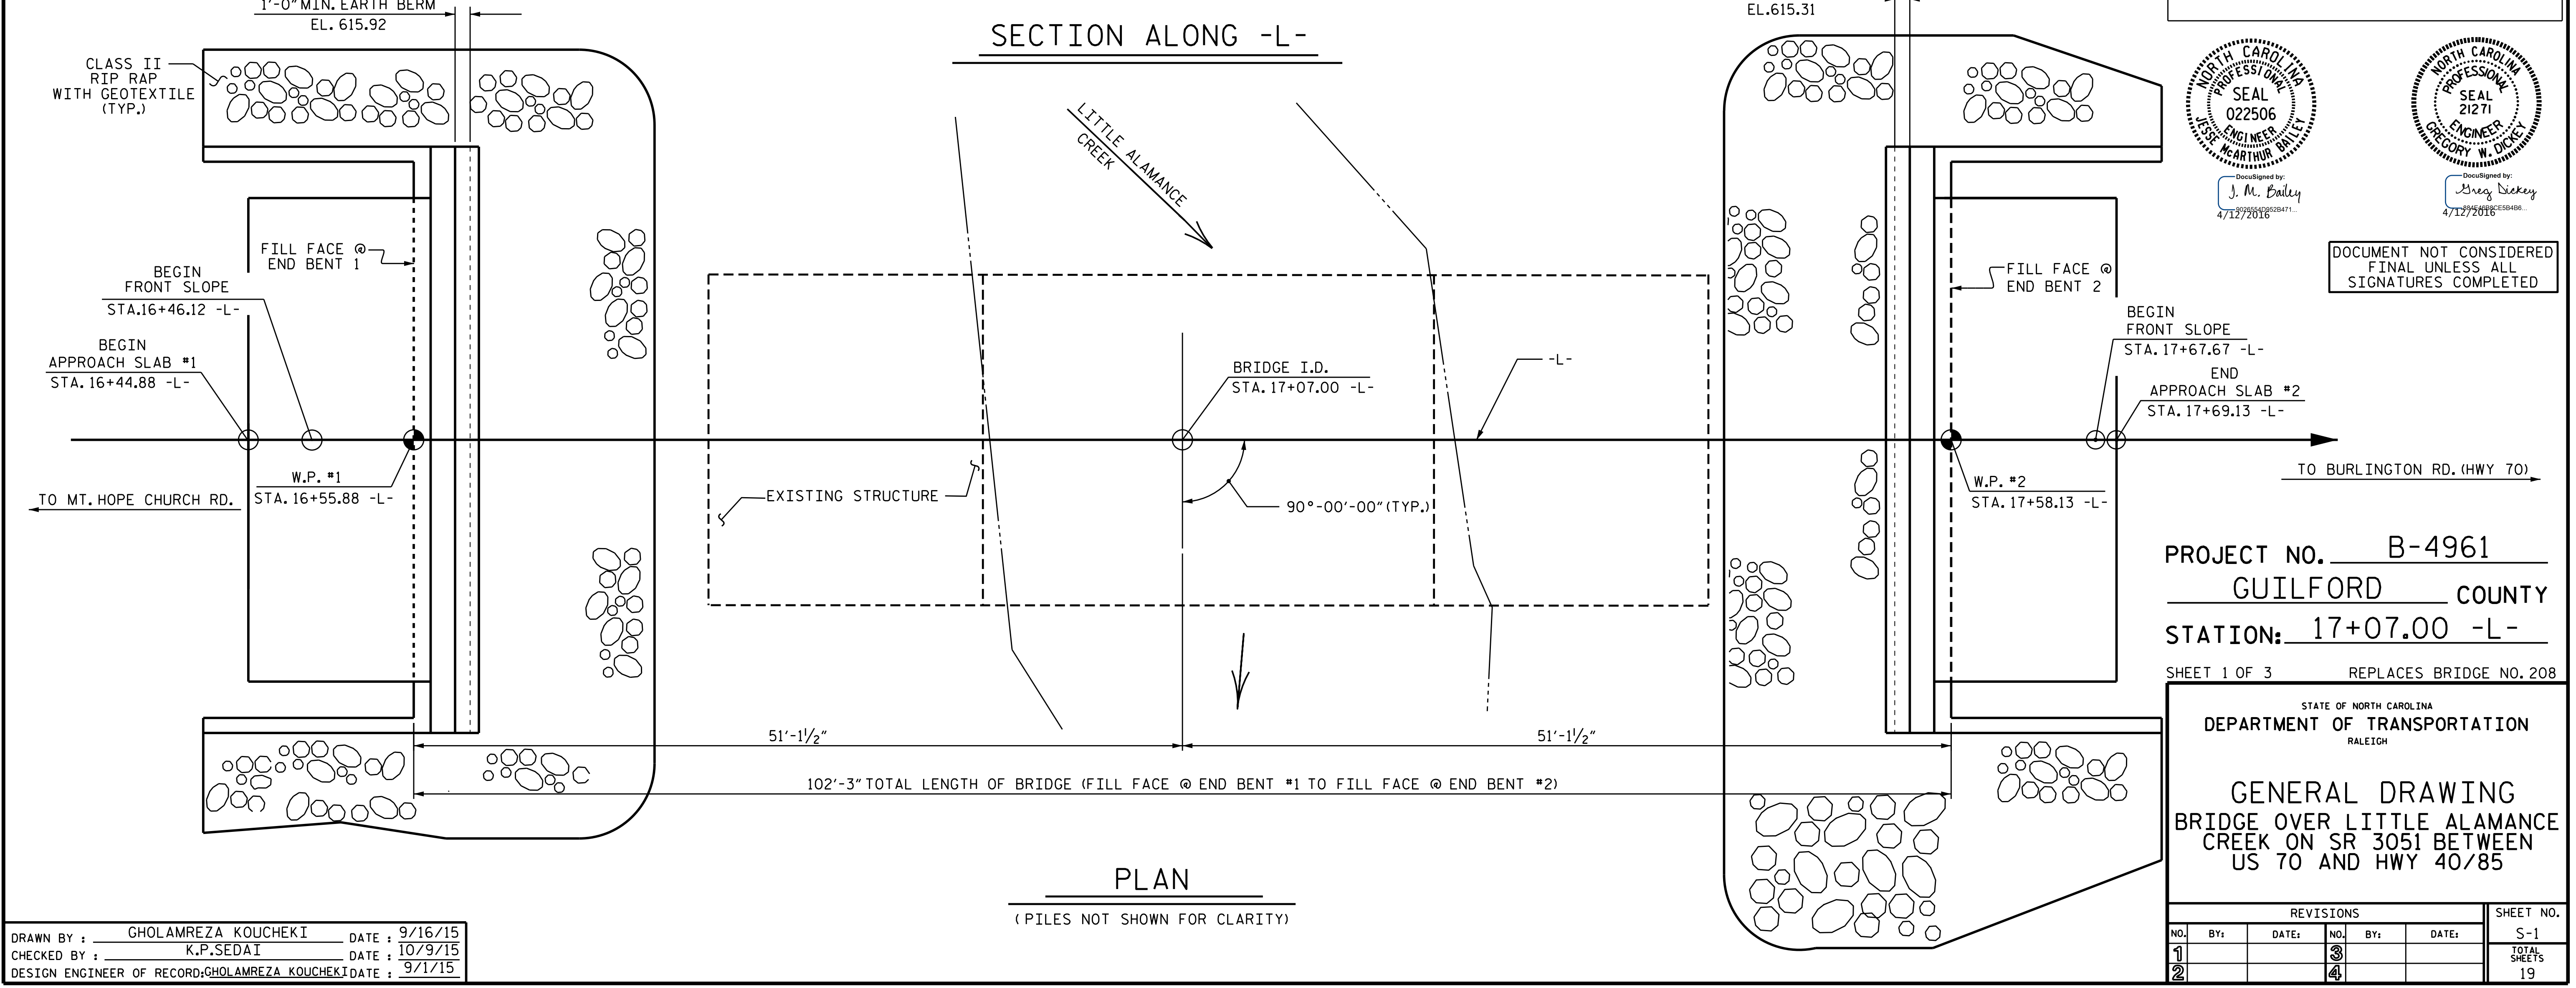 1'-0" MIN. EARTH BERM
EL. 615.92
SECTION ALONG -L-
EL.615.31
CLASS II
RIP RAP
WITH GEOTEXTILE
(TYP.)
LITTLE ALAMANCE
CREEK
NORTH CAROLINA
PROFESSIONAL
SEAL
022506
ENGINEER
JESSE McARTHUR BAILEY
DocuSigned by:
J. M. Bailey
9026554D952B471...
4/12/2016
NORTH CAROLINA
PROFESSIONAL
SEAL
21271
ENGINEER
GREGORY W. DICKEY
DocuSigned by:
Greg Dickey
4/12/2016
DOCUMENT NOT CONSIDERED
FINAL UNLESS ALL
SIGNATURES COMPLETED
FILL FACE @
END BENT 1
BEGIN
FRONT SLOPE
STA.16+46.12 -L-
BEGIN
APPROACH SLAB #1
STA. 16+44.88 -L-
W.P. #1
STA. 16+55.88 -L-
TO MT. HOPE CHURCH RD.
EXISTING STRUCTURE
BRIDGE I.D.
STA. 17+07.00 -L-
-L-
90°-00'-00" (TYP.)
FILL FACE @
END BENT 2
BEGIN
FRONT SLOPE
STA. 17+67.67 -L-
END
APPROACH SLAB #2
STA. 17+69.13 -L-
W.P. #2
STA. 17+58.13 -L-
TO BURLINGTON RD. (HWY 70)
51'-1 1/2"
51'-1 1/2"
102'-3" TOTAL LENGTH OF BRIDGE (FILL FACE @ END BENT #1 TO FILL FACE @ END BENT #2)
PLAN
(PILES NOT SHOWN FOR CLARITY)
PROJECT NO. B-4961
GUILFORD COUNTY
STATION: 17+07.00 -L-
SHEET 1 OF 3 REPLACES BRIDGE NO. 208
STATE OF NORTH CAROLINA
DEPARTMENT OF TRANSPORTATION
RALEIGH
GENERAL DRAWING
BRIDGE OVER LITTLE ALAMANCE
CREEK ON SR 3051 BETWEEN
US 70 AND HWY 40/85
REVISIONS
NO. BY: DATE: NO. BY: DATE:
1 3
2 4
SHEET NO.
S-1
TOTAL
SHEETS
19
DRAWN BY : GHOLAMREZA KOUCHEKI DATE : 9/16/15
CHECKED BY : K.P.SEDAI DATE : 10/9/15
DESIGN ENGINEER OF RECORD: GHOLAMREZA KOUCHEKI DATE : 9/1/15